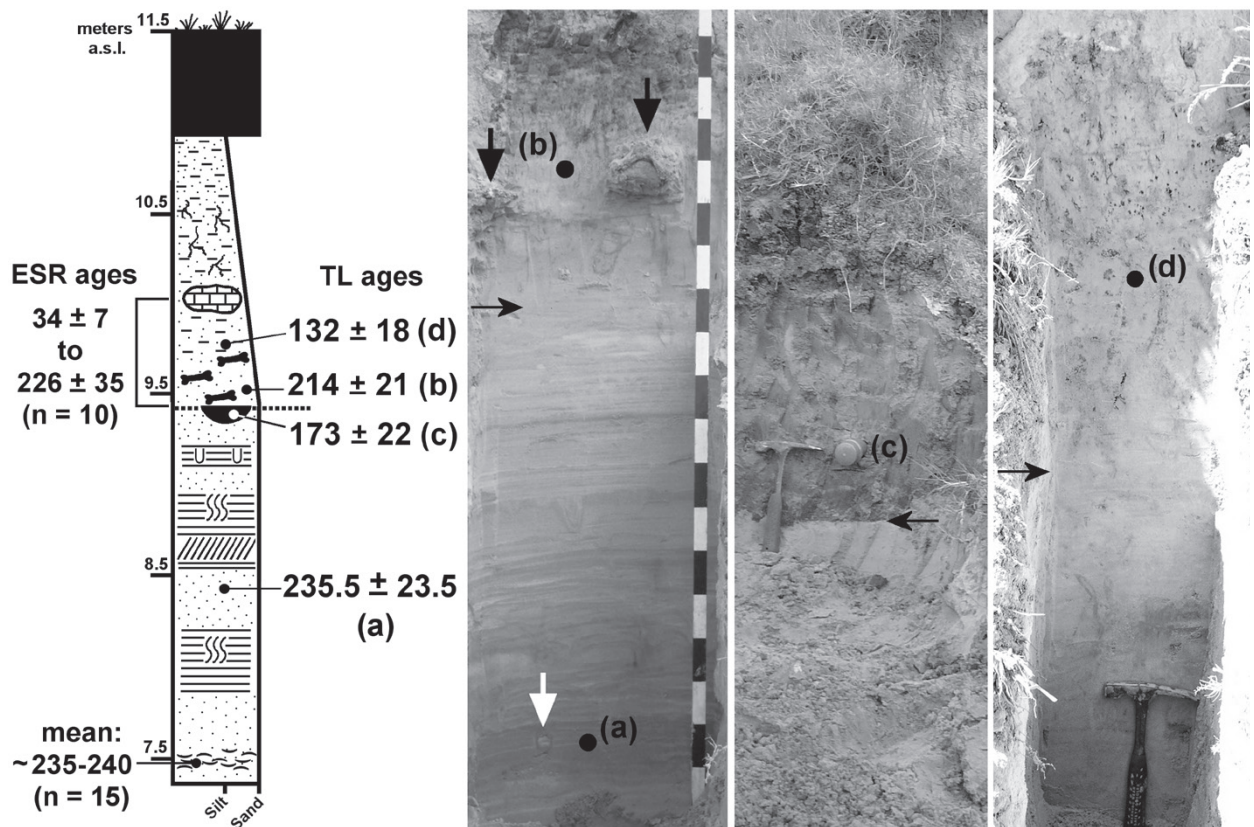 meters
a.s.l.
11.5
10.5
9.5
8.5
7.5
ESR ages
34 ± 7
to
226 ± 35
(n = 10)
TL ages
132 ± 18 (d)
214 ± 21 (b)
173 ± 22 (c)
235.5 ± 23.5
(a)
mean:
~235-240
(n = 15)
Silt
Sand
(b)
(a)
(c)
(d)